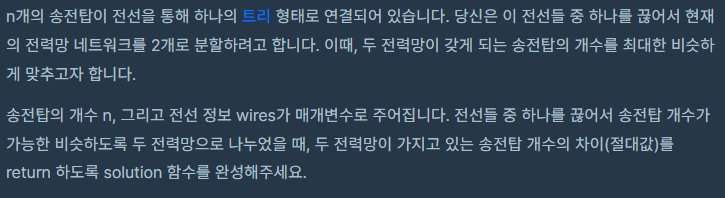 n개의 송전탑이 전선을 통해 하나의 트리 형태로 연결되어 있습니다. 당신은 이 전선들 중 하나를 끊어서 현재
의 전력망 네트워크를 2개로 분할하려고 합니다. 이때, 두 전력망이 갖게 되는 송전탑의 개수를 최대한 비슷하
게 맞추고자 합니다.
송전탑의 개수 n, 그리고 전선 정보 wires가 매개변수로 주어집니다. 전선들 중 하나를 끊어서 송전탑 개수가
가능한 비슷하도록 두 전력망으로 나누었을 때, 두 전력망이 가지고 있는 송전탑 개수의 차이(절대값)를
return 하도록 solution 함수를 완성해주세요.